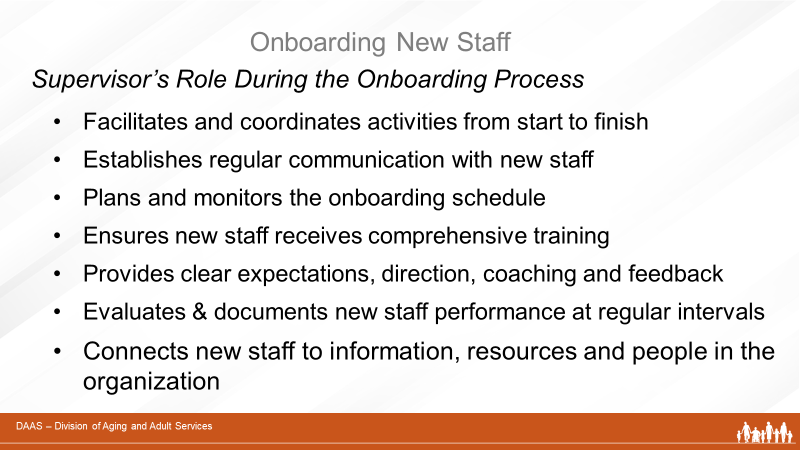 Onboarding New Staff
Supervisor's Role During the Onboarding Process
• Facilitates and coordinates activities from start to finish
• Establishes regular communication with new staff
• Plans and monitors the onboarding schedule
• Ensures new staff receives comprehensive training
• Provides clear expectations, direction, coaching and feedback
• Evaluates & documents new staff performance at regular intervals
• Connects new staff to information, resources and people in the
organization
DAAS – Division of Aging and Adult Services